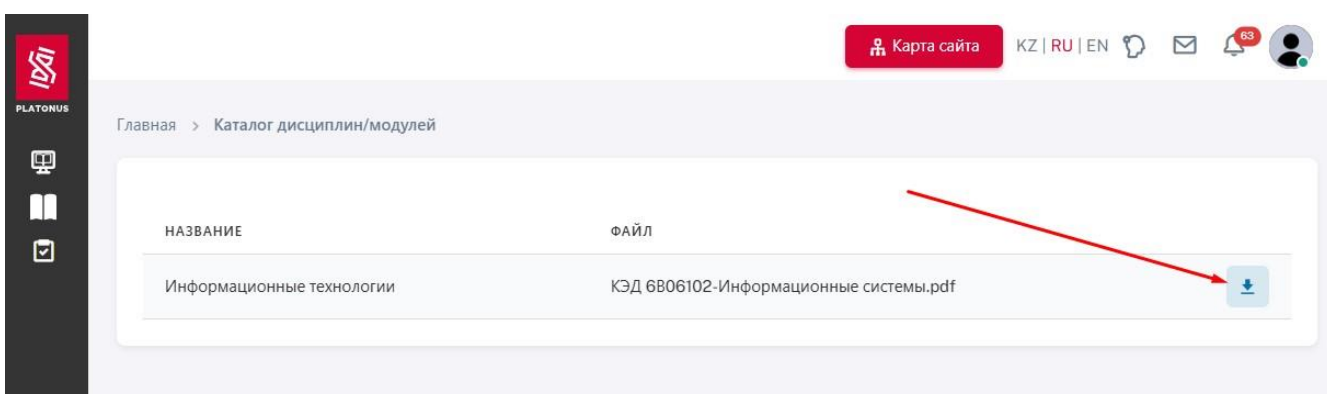 Карта сайта KZ | RU | EN 63
PLATONUS
Главная > Каталог дисциплин/модулей
НАЗВАНИЕ ФАЙЛ
Информационные технологии КЭД 6B06102-Информационные системы.pdf